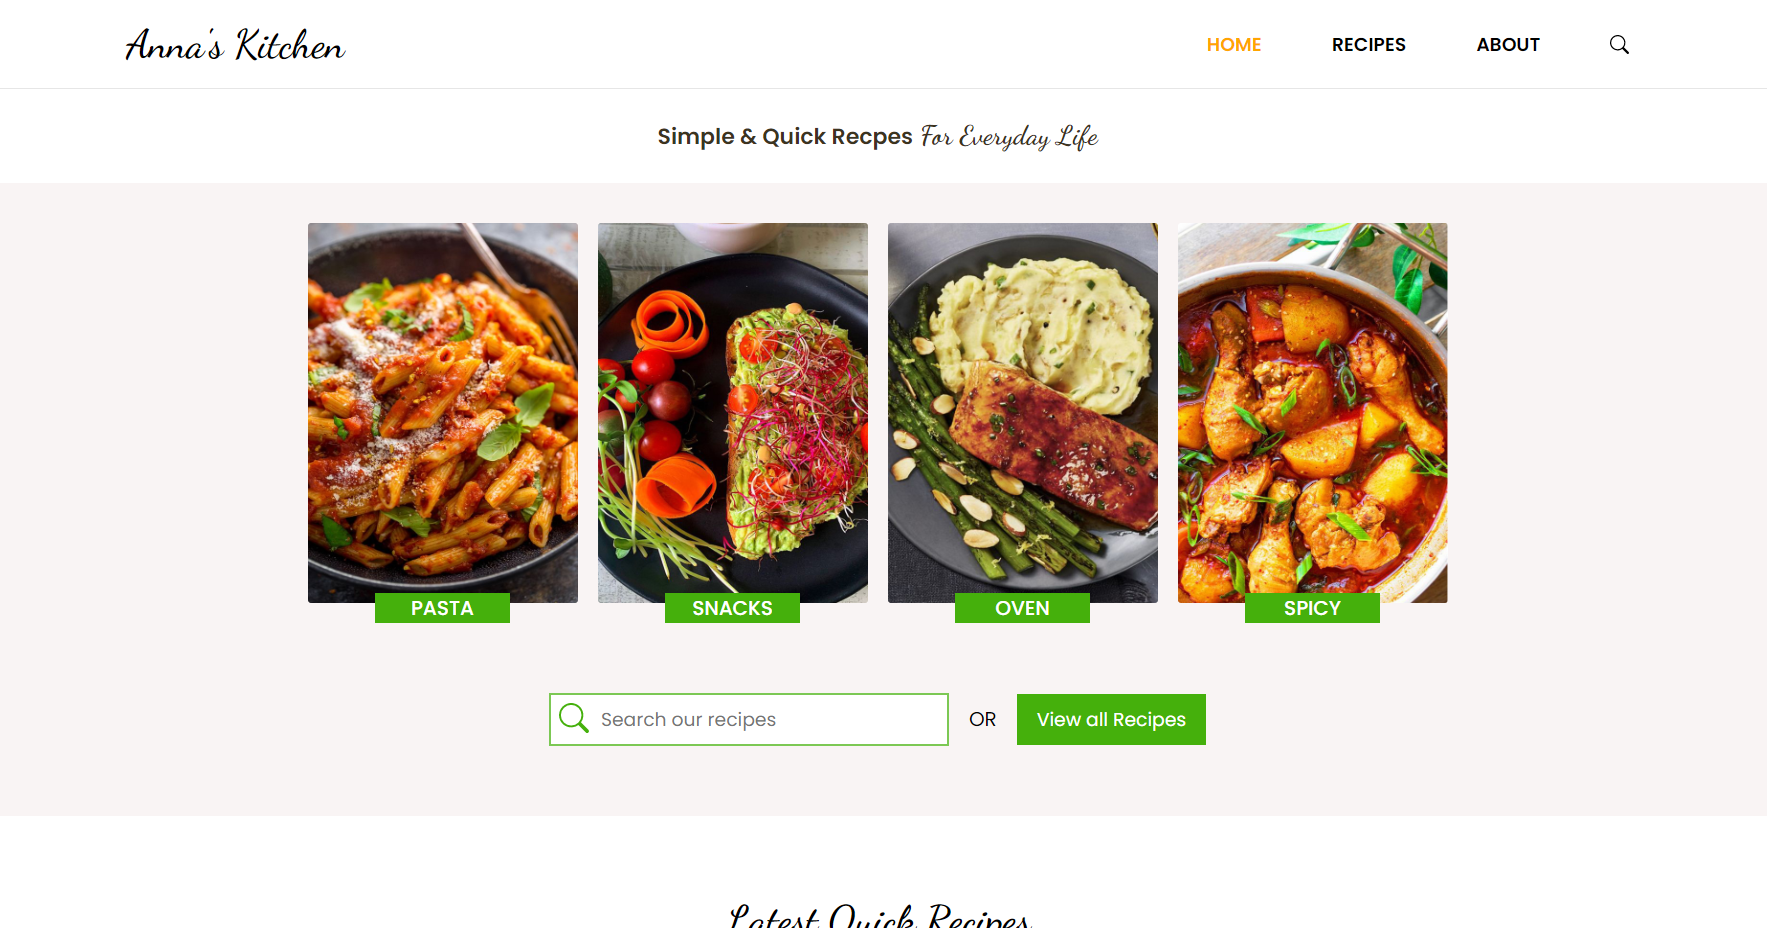 Anna's Kitchen
HOME RECIPES ABOUT
Simple & Quick Recpes For Everyday Life
PASTA SNACKS OVEN SPICY
Search our recipes OR View all Recipes
Latest Quick Recipes